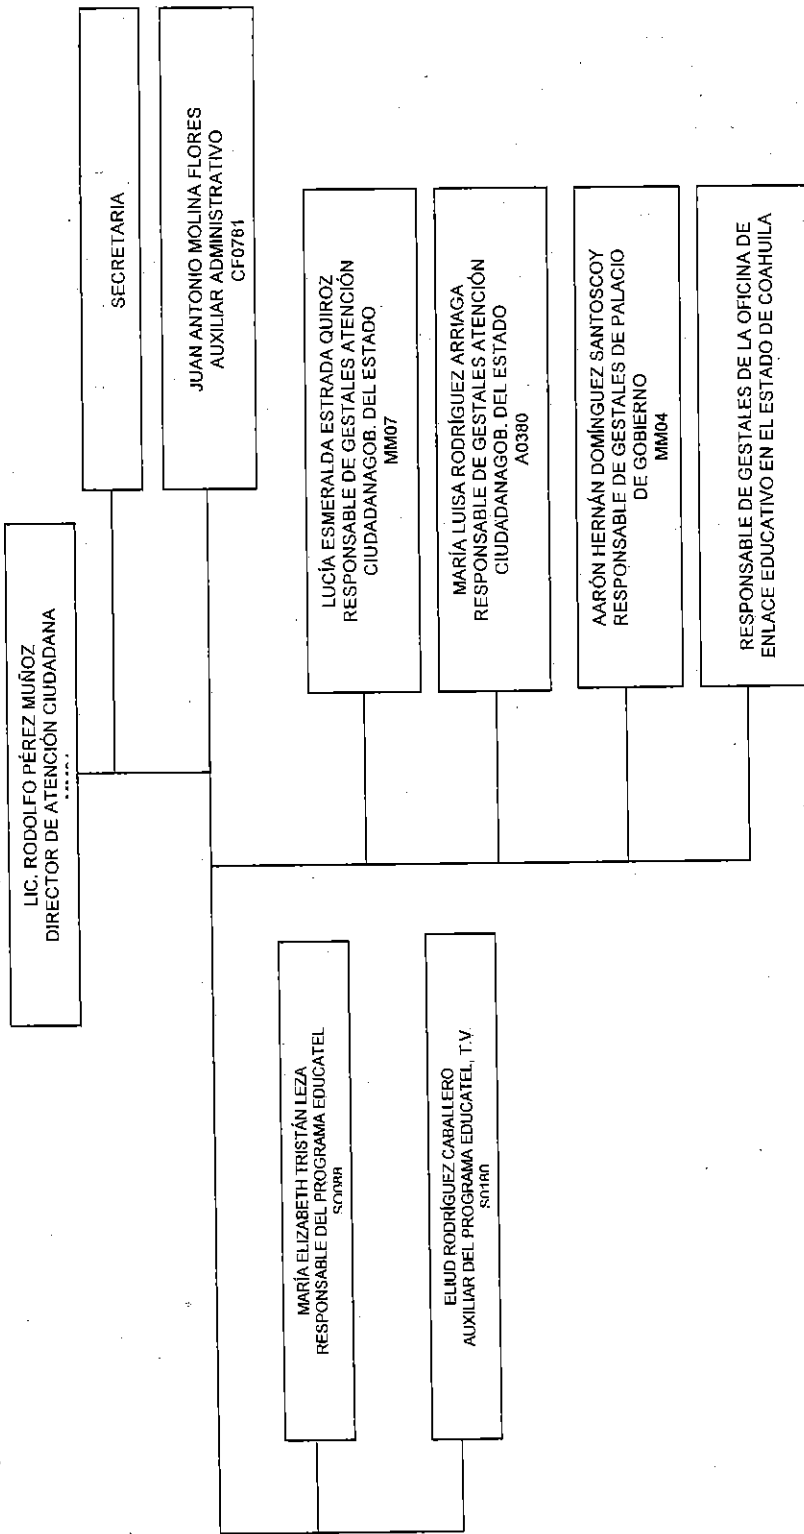 LIC. RODOLFO PÉREZ MUÑOZ
DIRECTOR DE ATENCIÓN CIUDADANA
SECRETARIA
JUAN ANTONIO MOLINA FLORES
AUXILIAR ADMINISTRATIVO
CF0781
MARÍA ELIZABETH TRISTÁN LEZA
RESPONSABLE DEL PROGRAMA EDUCATEL
S0088
ELIUD RODRÍGUEZ CABALLERO
AUXILIAR DEL PROGRAMA EDUCATEL, T.V.
S0180
LUCÍA ESMERALDA ESTRADA QUIROZ
RESPONSABLE DE GESTALES ATENCIÓN
CIUDADANAGOB. DEL ESTADO
MM07
MARÍA LUISA RODRÍGUEZ ARRIAGA
RESPONSABLE DE GESTALES ATENCIÓN
CIUDADANAGOB. DEL ESTADO
A0380
AARÓN HERNÁN DOMÍNGUEZ SANTOSCOY
RESPONSABLE DE GESTALES DE PALACIO
DE GOBIERNO
MM04
RESPONSABLE DE GESTALES DE LA OFICINA DE
ENLACE EDUCATIVO EN EL ESTADO DE COAHUILA